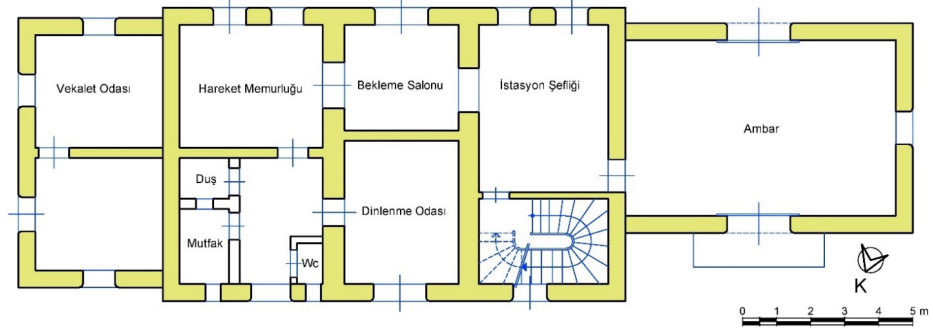 Vekalet Odası
Hareket Memurluğu
Bekleme Salonu
İstasyon Şefliği
Ambar
Duş
Dinlenme Odası
Mutfak
Wc
K
0 1 2 3 4 5 m